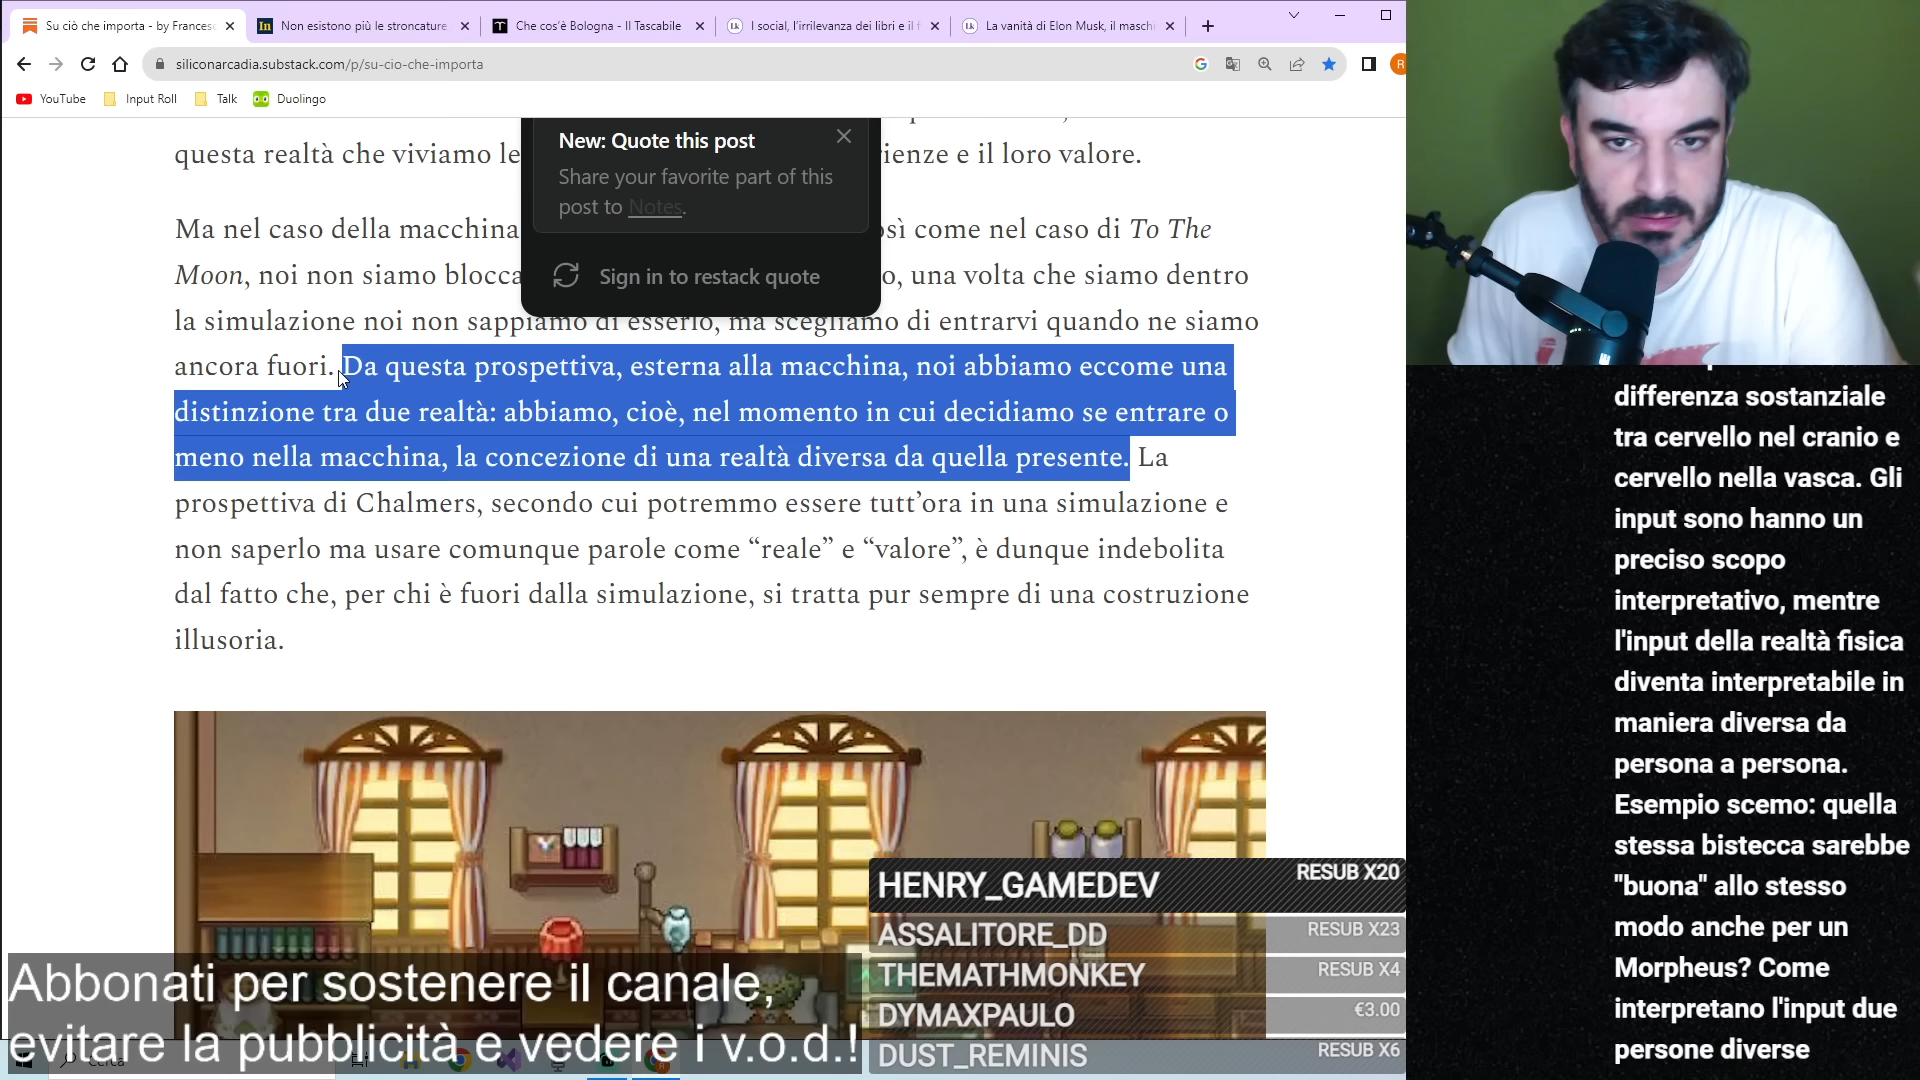 Su ciò che importa - by Francesc
Non esistono più le stroncature
Che cos'è Bologna - Il Tascabile
I social, l'irrilevanza dei libri e il f
La vanità di Elon Musk, il maschi
siliconarcadia.substack.com/p/su-cio-che-importa
YouTube
Input Roll
Talk
Duolingo
New: Quote this post
Share your favorite part of this
post to Notes.
Sign in to restack quote
questa realtà che viviamo le
rienze e il loro valore.
Ma nel caso della macchina
osì come nel caso di To The
Moon, noi non siamo blocca
o, una volta che siamo dentro
la simulazione noi non sappiamo di esserlo, ma scegliamo di entrarvi quando ne siamo
ancora fuori. Da questa prospettiva, esterna alla macchina, noi abbiamo eccome una
distinzione tra due realtà: abbiamo, cioè, nel momento in cui decidiamo se entrare o
meno nella macchina, la concezione di una realtà diversa da quella presente. La
prospettiva di Chalmers, secondo cui potremmo essere tutt'ora in una simulazione e
non saperlo ma usare comunque parole come “reale” e “valore”, è dunque indebolita
dal fatto che, per chi è fuori dalla simulazione, si tratta pur sempre di una costruzione
illusoria.
differenza sostanziale
tra cervello nel cranio e
cervello nella vasca. Gli
input sono hanno un
preciso scopo
interpretativo, mentre
l'input della realtà fisica
diventa interpretabile in
maniera diversa da
persona a persona.
Esempio scemo: quella
stessa bistecca sarebbe
"buona" allo stesso
modo anche per un
Morpheus? Come
interpretano l'input due
persone diverse
HENRY_GAMEDEV RESUB X20
ASSALITORE_DD RESUB X23
THEMATHMONKEY RESUB X4
DYMAXPAULO €3.00
DUST_REMINIS RESUB X6
Abbonati per sostenere il canale,
evitare la pubblicità e vedere i v.o.d.!
Cerca